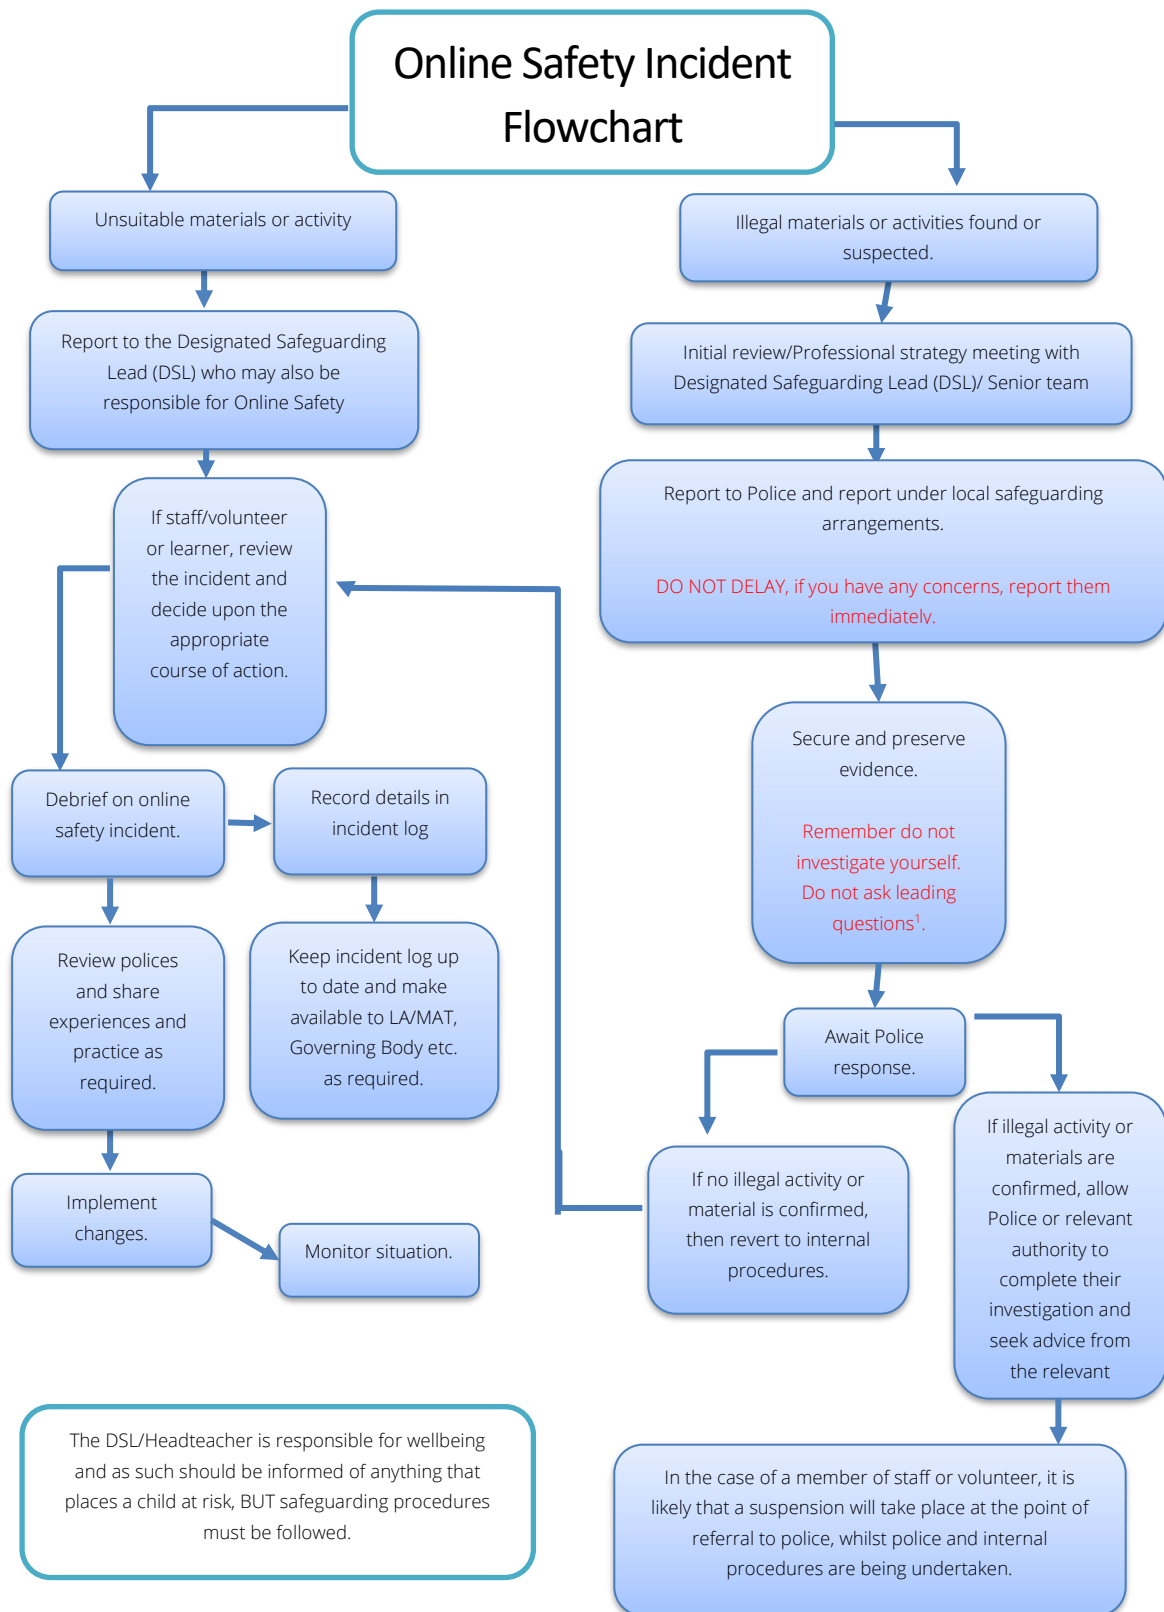 Online Safety Incident
Flowchart
Unsuitable materials or activity
Report to the Designated Safeguarding
Lead (DSL) who may also be
responsible for Online Safety
If staff/volunteer
or learner, review
the incident and
decide upon the
appropriate
course of action.
Debrief on online
safety incident.
Record details in
incident log
Review polices
and share
experiences and
practice as
required.
Keep incident log up
to date and make
available to LA/MAT,
Governing Body etc.
as required.
Implement
changes.
Monitor situation.
Illegal materials or activities found or
suspected.
Initial review/Professional strategy meeting with
Designated Safeguarding Lead (DSL)/ Senior team
Report to Police and report under local safeguarding
arrangements.
DO NOT DELAY, if you have any concerns, report them
immediately.
Secure and preserve
evidence.
Remember do not
investigate yourself.
Do not ask leading
questions¹.
Await Police
response.
If no illegal activity or
material is confirmed,
then revert to internal
procedures.
If illegal activity or
materials are
confirmed, allow
Police or relevant
authority to
complete their
investigation and
seek advice from
the relevant
In the case of a member of staff or volunteer, it is
likely that a suspension will take place at the point of
referral to police, whilst police and internal
procedures are being undertaken.
The DSL/Headteacher is responsible for wellbeing
and as such should be informed of anything that
places a child at risk, BUT safeguarding procedures
must be followed.